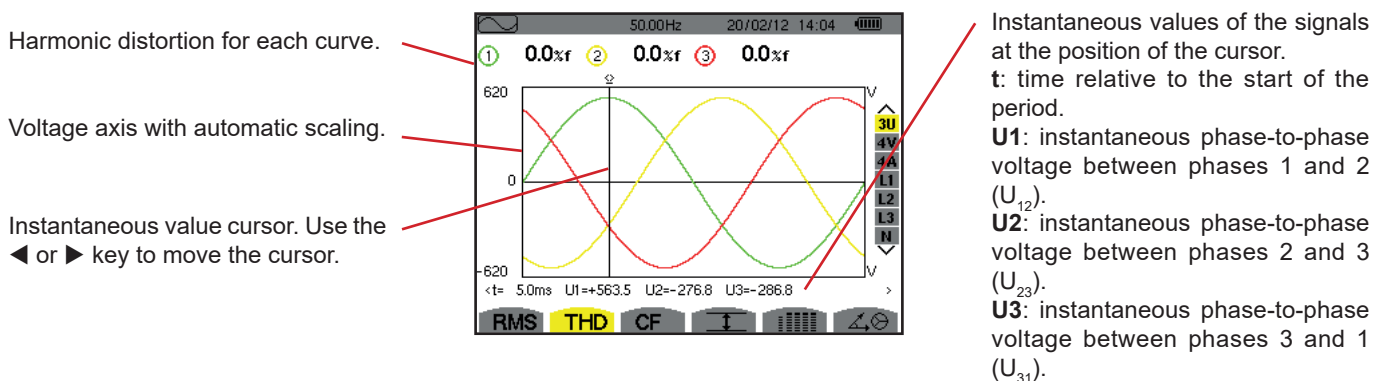 Harmonic distortion for each curve.
Voltage axis with automatic scaling.
Instantaneous value cursor. Use the
◄ or ► key to move the cursor.
50.00Hz 20/02/12 14:04
1 0.0%f 2 0.0%f 3 0.0%f
620 V
0
-620 V
3U
4V
4A
L1
L2
L3
N
<t= 5.0ms U1=+563.5 U2=-276.8 U3=-286.8 >
RMS THD CF
Instantaneous values of the signals
at the position of the cursor.
t: time relative to the start of the
period.
U1: instantaneous phase-to-phase
voltage between phases 1 and 2
(U₁₂).
U2: instantaneous phase-to-phase
voltage between phases 2 and 3
(U₂₃).
U3: instantaneous phase-to-phase
voltage between phases 3 and 1
(U₃₁).